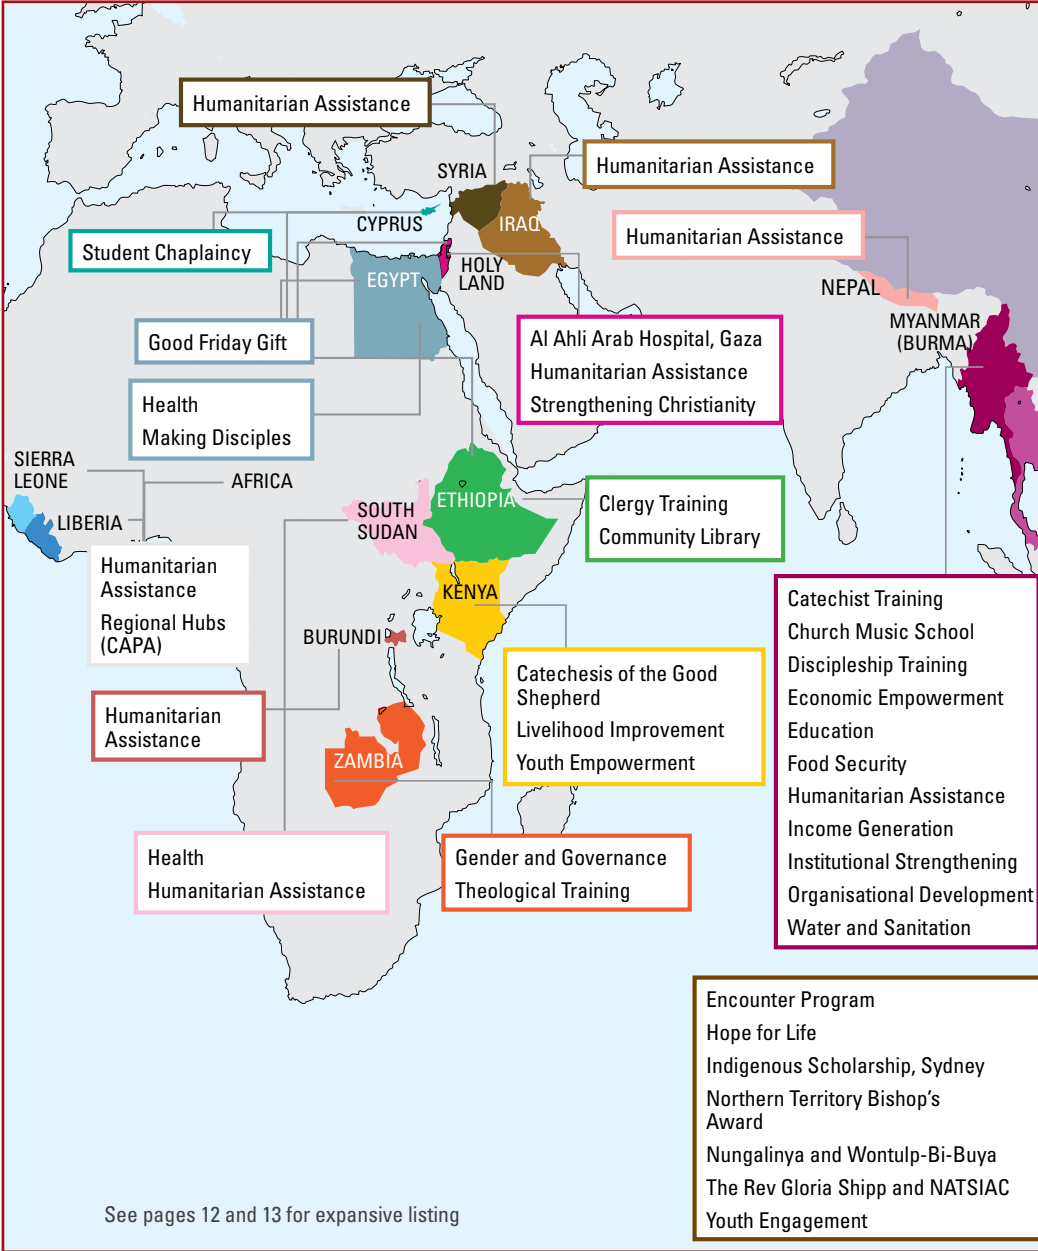 Humanitarian Assistance
SYRIA
Humanitarian Assistance
CYPRUS
IRAQ
Student Chaplaincy
Humanitarian Assistance
EGYPT
HOLY
LAND
NEPAL
Good Friday Gift
Al Ahli Arab Hospital, Gaza
Humanitarian Assistance
Strengthening Christianity
MYANMAR
(BURMA)
Health
Making Disciples
SIERRA
LEONE
AFRICA
LIBERIA
SOUTH
SUDAN
ETHIOPIA
Clergy Training
Community Library
Humanitarian
Assistance
Regional Hubs
(CAPA)
KENYA
BURUNDI
Catechist Training
Church Music School
Discipleship Training
Economic Empowerment
Education
Food Security
Humanitarian Assistance
Income Generation
Institutional Strengthening
Organisational Development
Water and Sanitation
Catechesis of the Good
Shepherd
Livelihood Improvement
Youth Empowerment
Humanitarian
Assistance
ZAMBIA
Health
Humanitarian Assistance
Gender and Governance
Theological Training
Encounter Program
Hope for Life
Indigenous Scholarship, Sydney
Northern Territory Bishop's
Award
Nungalinya and Wontulp-Bi-Buya
The Rev Gloria Shipp and NATSIAC
Youth Engagement
See pages 12 and 13 for expansive listing